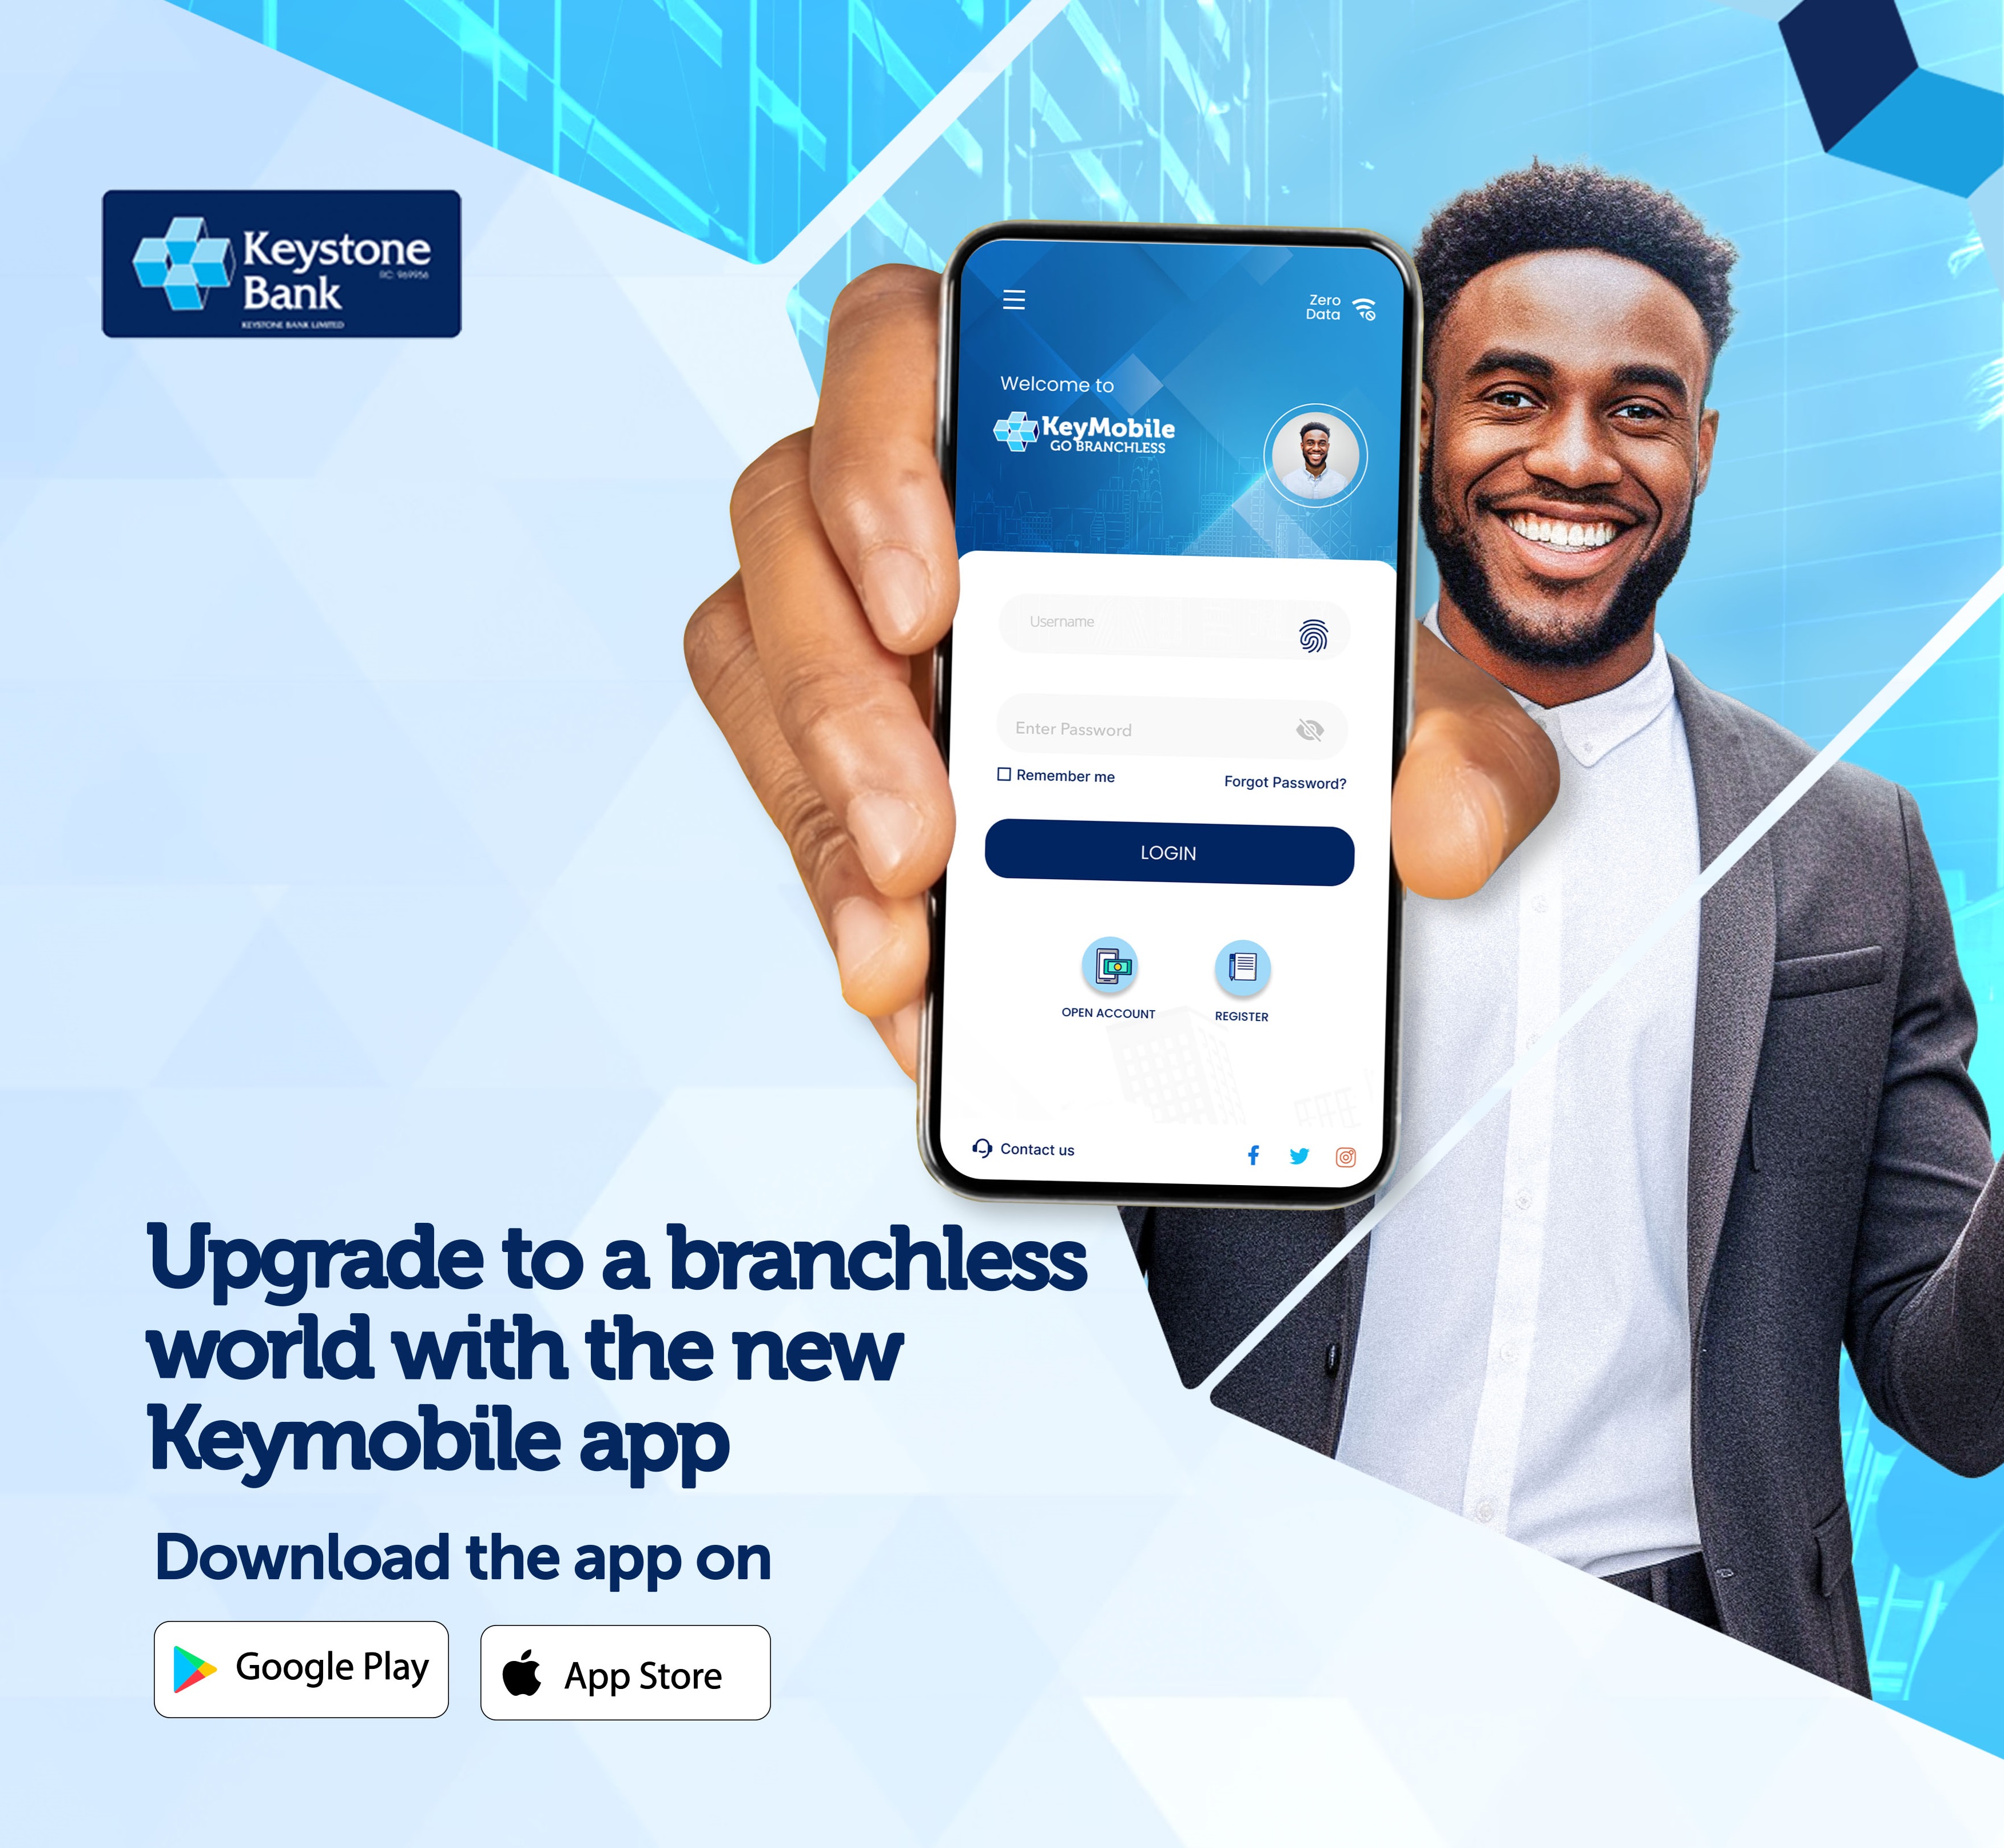 Keystone
Bank
RC: 969956
KEYSTONE BANK LIMITED
Zero
Data
Welcome to
KeyMobile
GO BRANCHLESS
Username
Enter Password
Remember me
Forgot Password?
LOGIN
OPEN ACCOUNT
REGISTER
Contact us
Upgrade to a branchless
world with the new
Keymobile app
Download the app on
Google Play
App Store